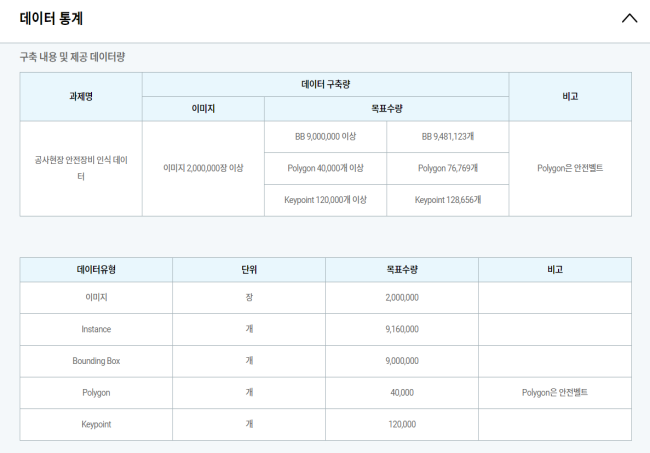 데이터 통계
구축 내용 및 제공 데이터량
과제명 데이터 구축량 비고
이미지 목표수량
공사현장 안전장비 인식 데이
터
이미지 2,000,000장 이상
BB 9,000,000 이상 BB 9,481,123개
Polygon 40,000개 이상 Polygon 76,769개
Keypoint 120,000개 이상 Keypoint 128,656개
Polygon은 안전벨트
데이터유형 단위 목표수량 비고
이미지 장 2,000,000
Instance 개 9,160,000
Bounding Box 개 9,000,000
Polygon 개 40,000 Polygon은 안전벨트
Keypoint 개 120,000